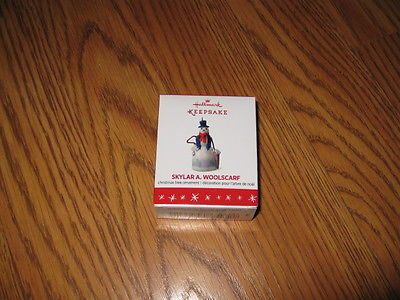 Hallmark
KEEPSAKE
SKYLAR A. WOOLSCARF
christmas tree ornament | décoration pour l'arbre de noël